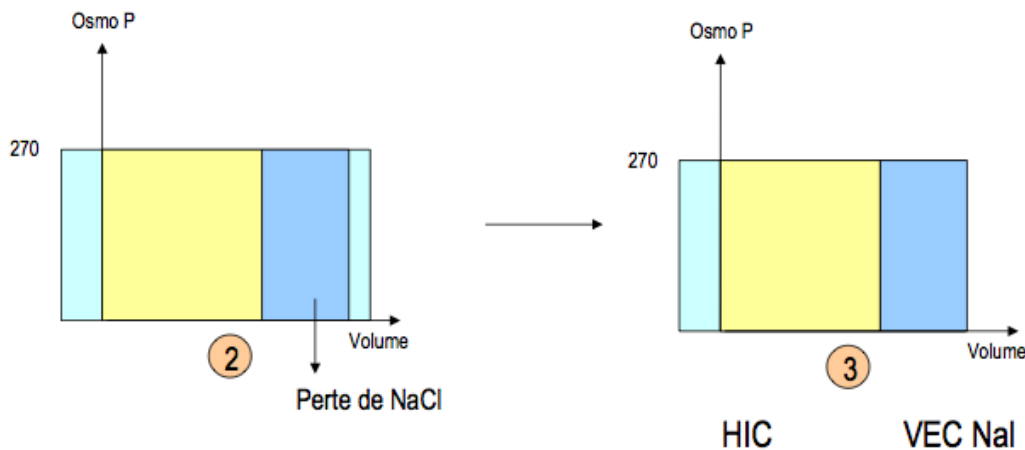 Osmo P
270
Volume
2
Perte de NaCl
Osmo P
270
Volume
3
HIC
VEC Nal